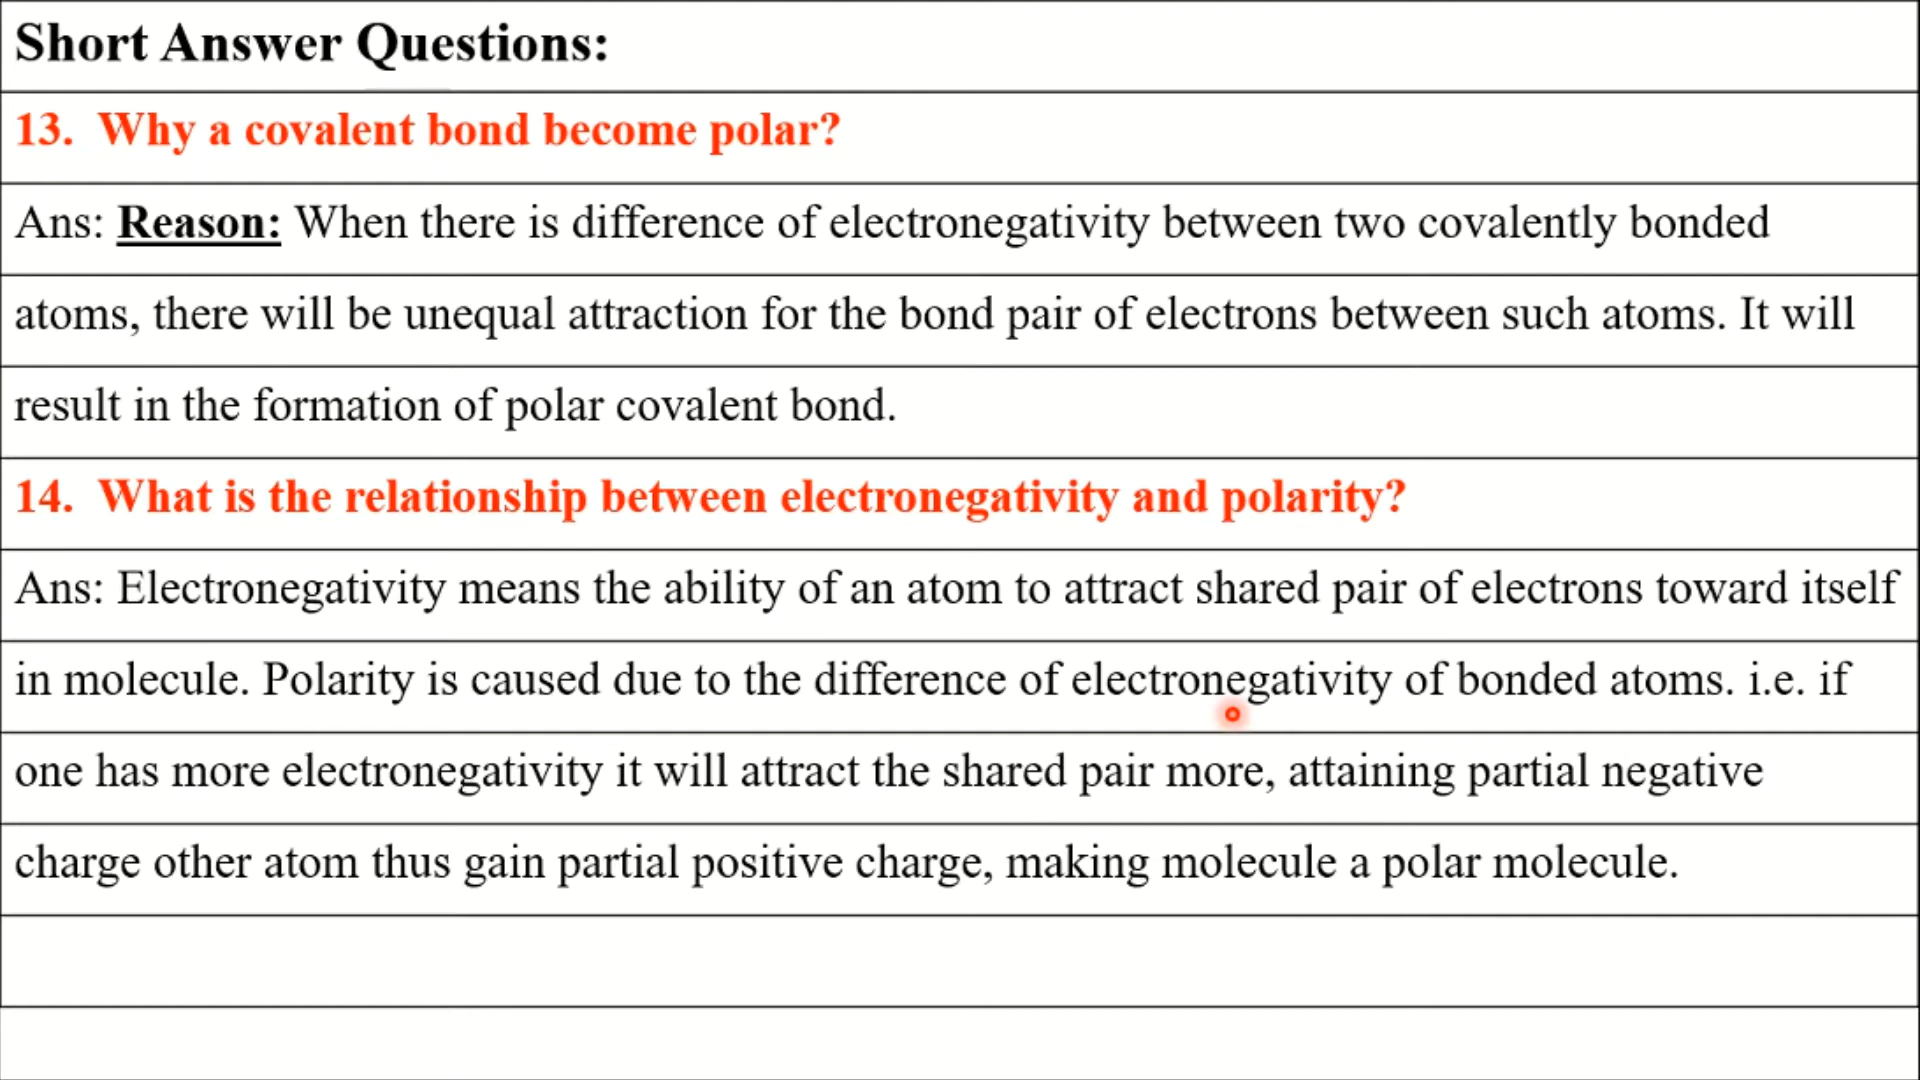 Short Answer Questions:
13. Why a covalent bond become polar?
Ans: Reason: When there is difference of electronegativity between two covalently bonded
atoms, there will be unequal attraction for the bond pair of electrons between such atoms. It will
result in the formation of polar covalent bond.
14. What is the relationship between electronegativity and polarity?
Ans: Electronegativity means the ability of an atom to attract shared pair of electrons toward itself
in molecule. Polarity is caused due to the difference of electronegativity of bonded atoms. i.e. if
one has more electronegativity it will attract the shared pair more, attaining partial negative
charge other atom thus gain partial positive charge, making molecule a polar molecule.